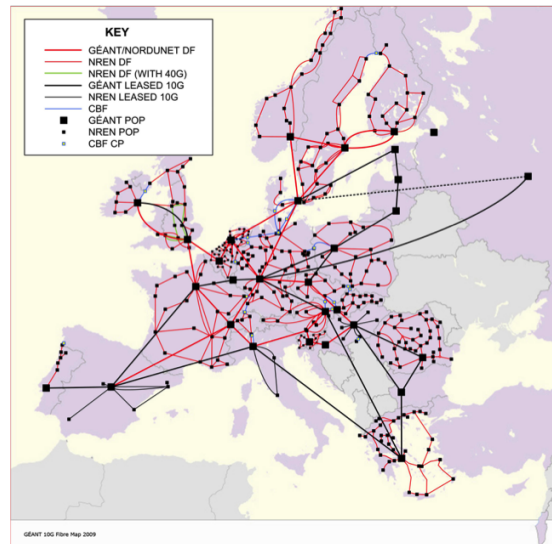 KEY
GÉANT/NORDUNET DF
NREN DF
NREN DF (WITH 40G)
GÉANT LEASED 10G
NREN LEASED 10G
CBF
GÉANT POP
NREN POP
CBF CP
GÉANT 10G Fibre Map 2009